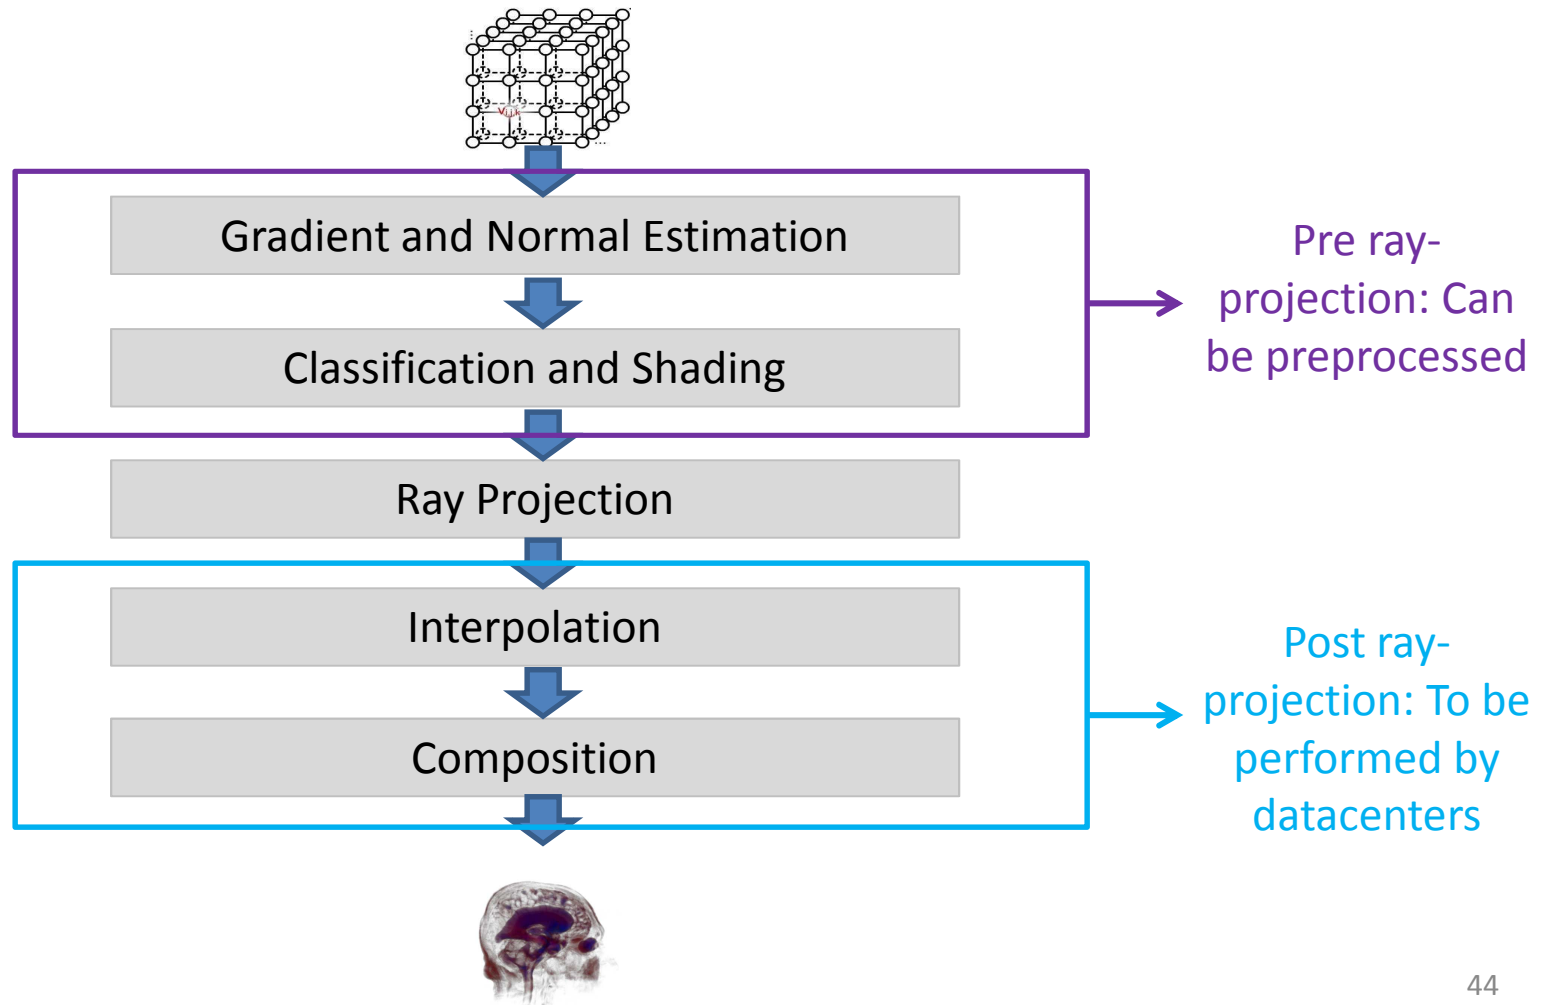 ...
V i,j,k
...
Gradient and Normal Estimation
Classification and Shading
Pre ray-
projection: Can
be preprocessed
Ray Projection
Interpolation
Composition
Post ray-
projection: To be
performed by
datacenters
44